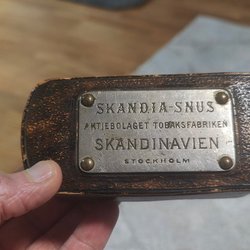 SKANDIA-SNUS
AKTIEBOLAGET TOBAKSFABRIKEN
SKANDINAVIEN
STOCKHOLM